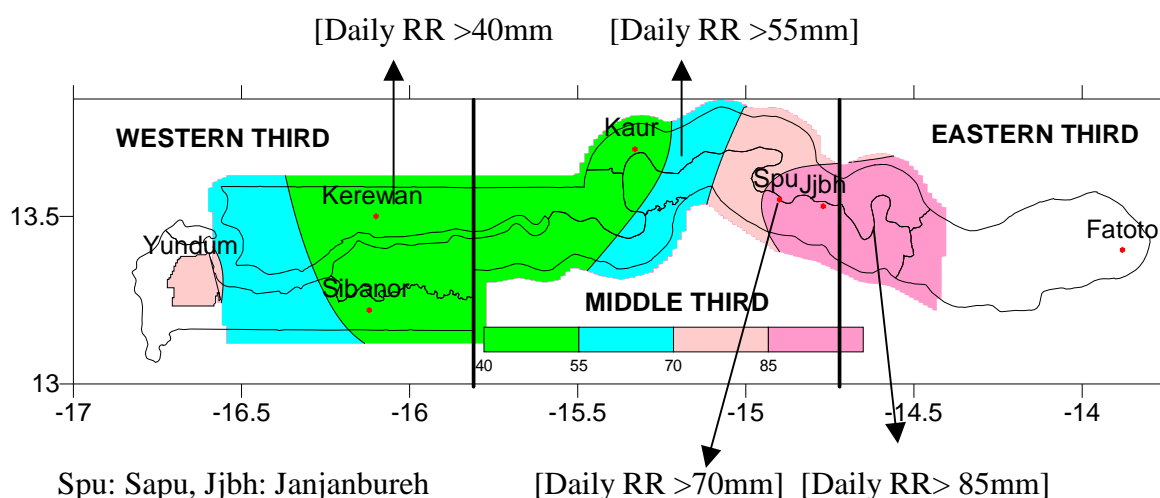 [Daily RR >40mm [Daily RR >55mm]
WESTERN THIRD
EASTERN THIRD
Kaur
Spu Jjbh
Kerewan
13.5
Yundum
Fatoto
Sibanor
MIDDLE THIRD
40 55 70 85
13
-17 -16.5 -16 -15.5 -15 -14.5 -14
Spu: Sapu, Jjbh: Janjanbureh [Daily RR >70mm] [Daily RR> 85mm]